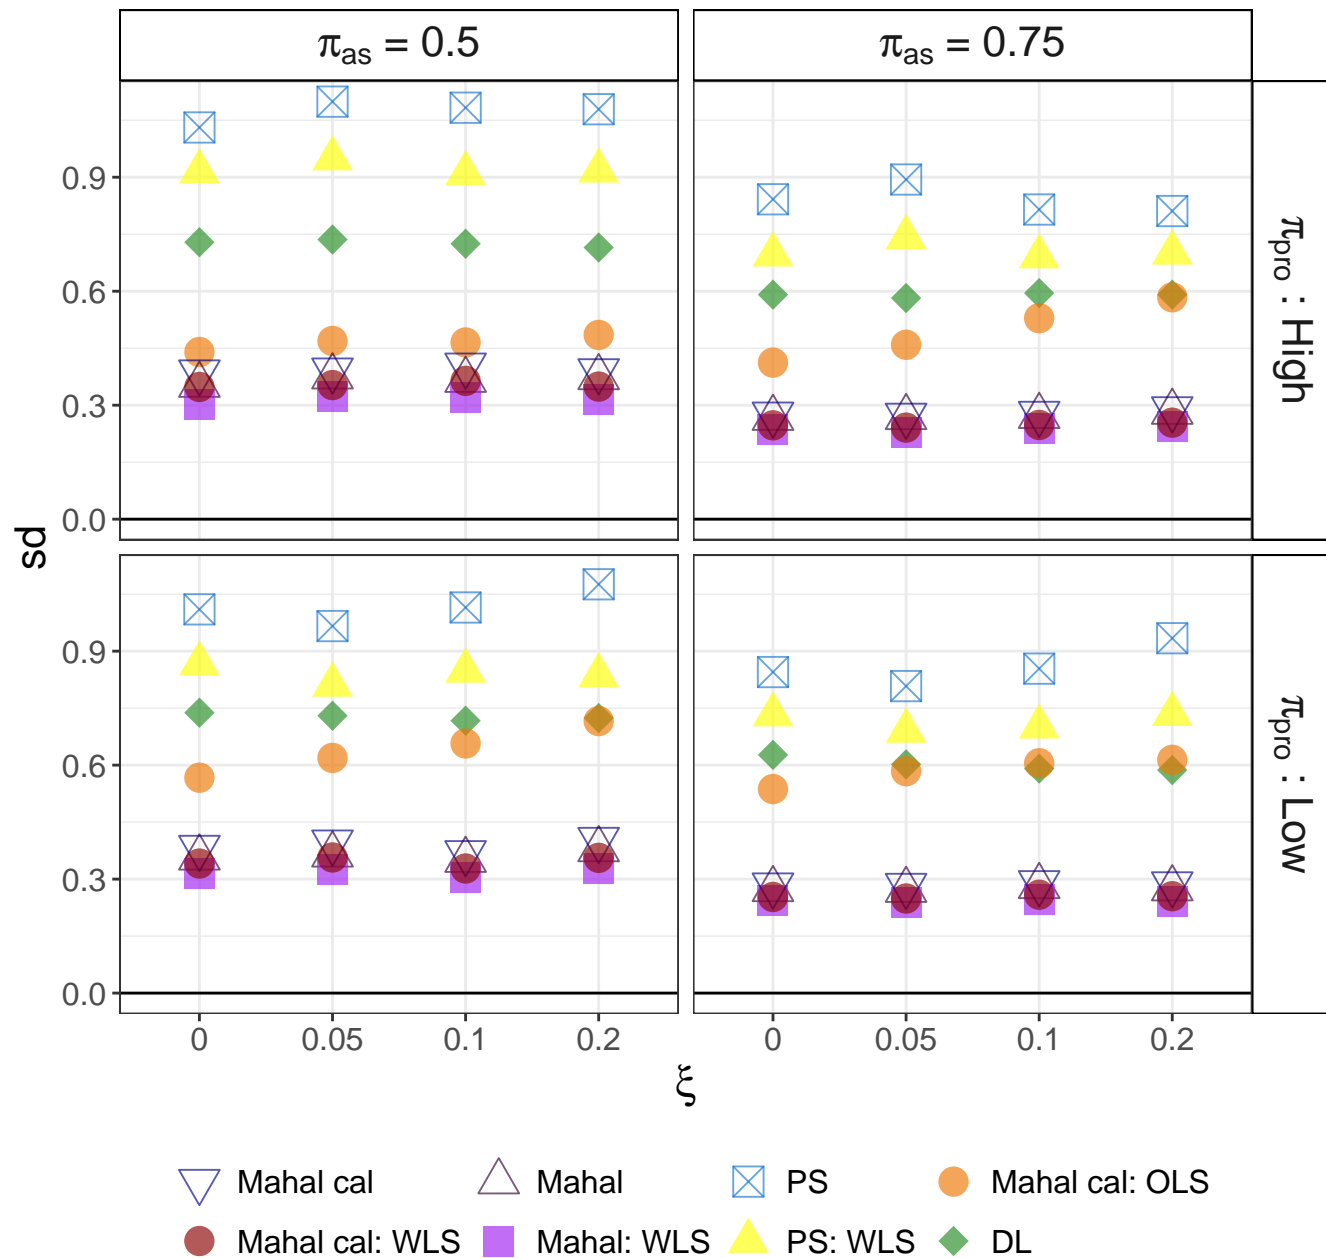 π_as = 0.5
π_as = 0.75
0.9
0.6
0.3
0.0
π_pro : High
sd
0.9
0.6
0.3
0.0
π_pro : Low
0 0.05 0.1 0.2
0 0.05 0.1 0.2
ξ
Mahal cal Mahal PS Mahal cal: OLS
Mahal cal: WLS Mahal: WLS PS: WLS DL